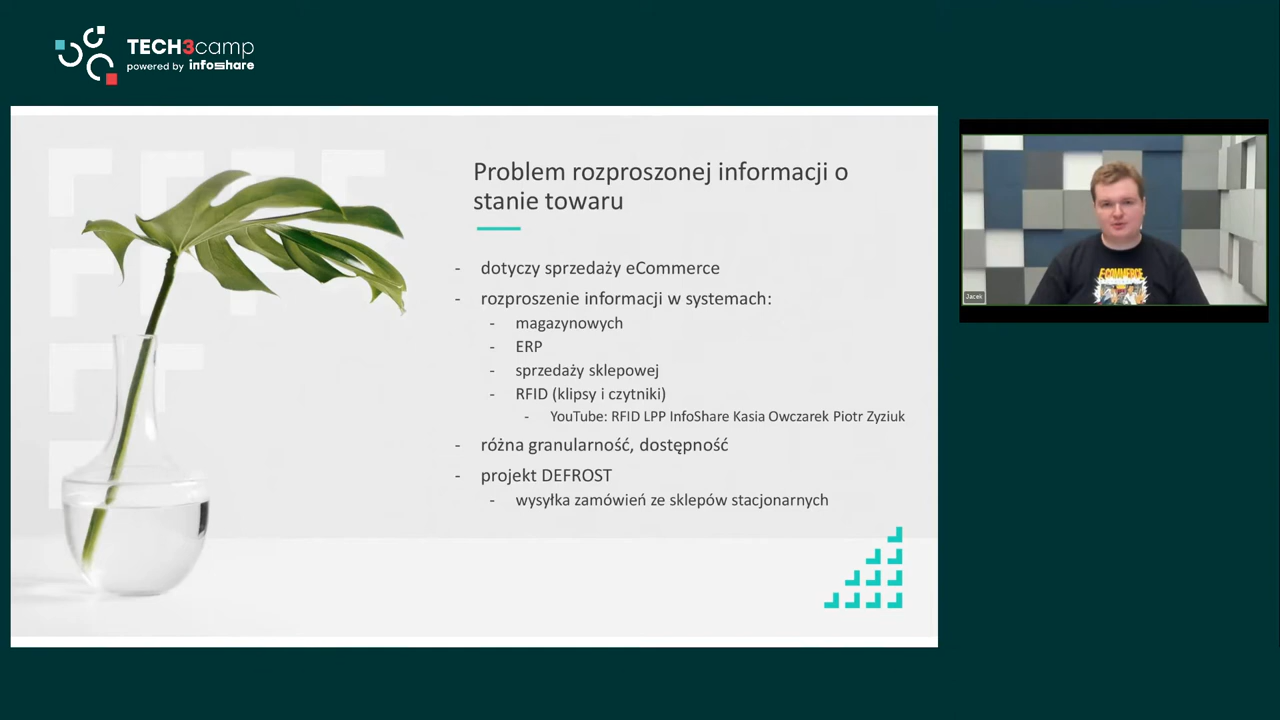 TECH3camp
powered by infoshare
Problem rozproszonej informacji o
stanie towaru
- dotyczy sprzedaży eCommerce
- rozproszenie informacji w systemach:
- magazynowych
- ERP
- sprzedaży sklepowej
- RFID (klipsy i czytniki)
- YouTube: RFID LPP InfoShare Kasia Owczarek Piotr Zyziuk
- różna granularność, dostępność
- projekt DEFROST
- wysyłka zamówień ze sklepów stacjonarnych
Jacek
ECOMMERCE